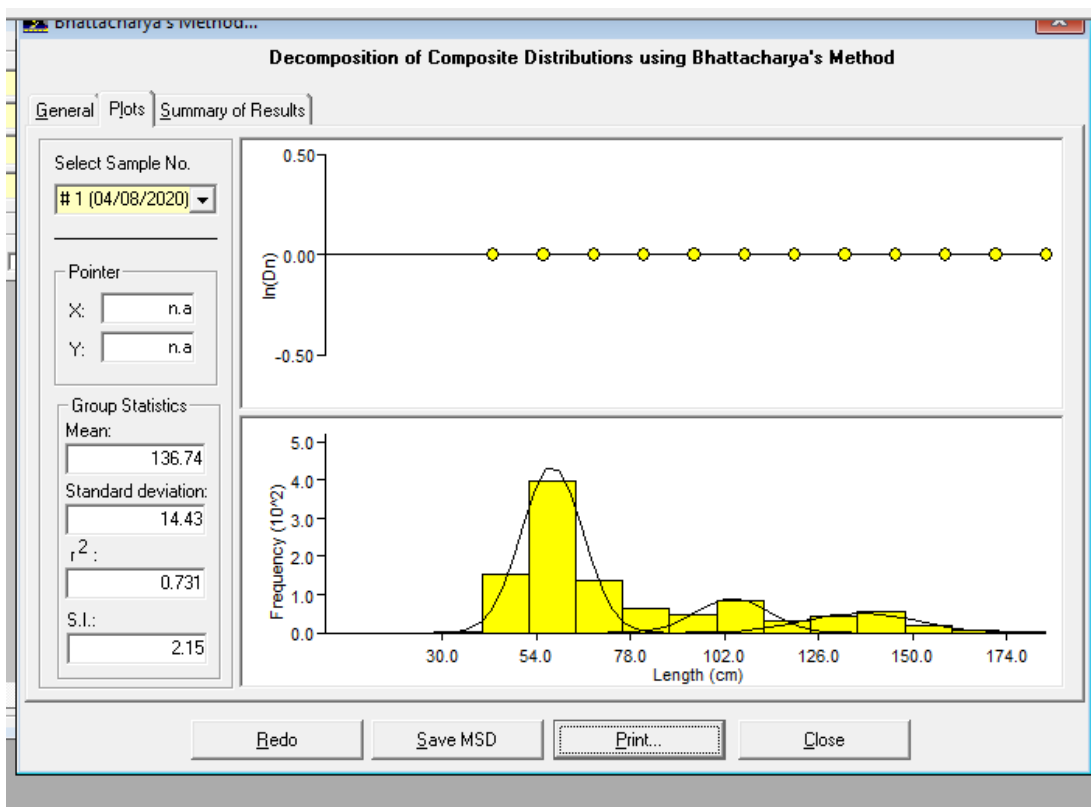 Bhattacharya's Method...
Decomposition of Composite Distributions using Bhattacharya's Method
General Plots Summary of Results
Select Sample No.
# 1 (04/08/2020)
Pointer
X: n.a
Y: n.a
Group Statistics
Mean:
136.74
Standard deviation:
14.43
r 2 :
0.731
S.I.:
2.15
0.50
0.00
-0.50
ln(Dn)
5.0
4.0
3.0
2.0
1.0
0.0
Frequency (10^2)
30.0 54.0 78.0 102.0 126.0 150.0 174.0
Length (cm)
Redo Save MSD Print... Close